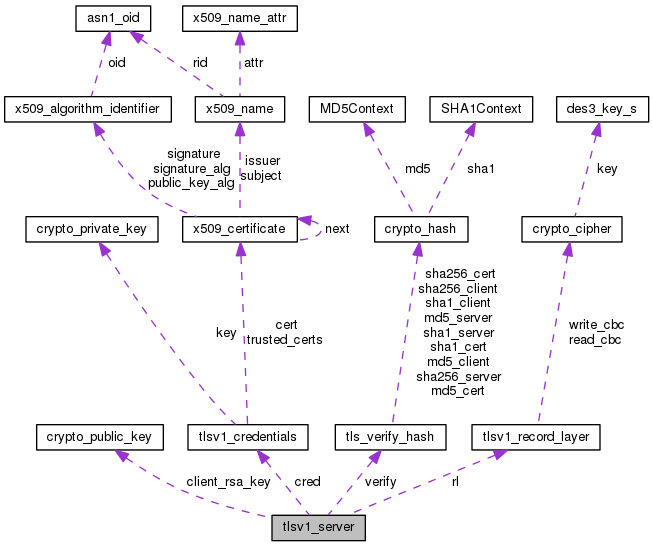 asn1_oid
x509_name_attr
oid
rid
attr
x509_algorithm_identifier
x509_name
MD5Context
SHA1Context
des3_key_s
signature
signature_alg
public_key_alg
issuer
subject
md5
sha1
key
crypto_private_key
x509_certificate
next
crypto_hash
crypto_cipher
key
cert
trusted_certs
sha256_cert
sha256_client
sha1_client
md5_server
sha1_server
sha1_cert
md5_client
sha256_server
md5_cert
write_cbc
read_cbc
crypto_public_key
tlsv1_credentials
tls_verify_hash
tlsv1_record_layer
client_rsa_key
cred
verify
rl
tlsv1_server